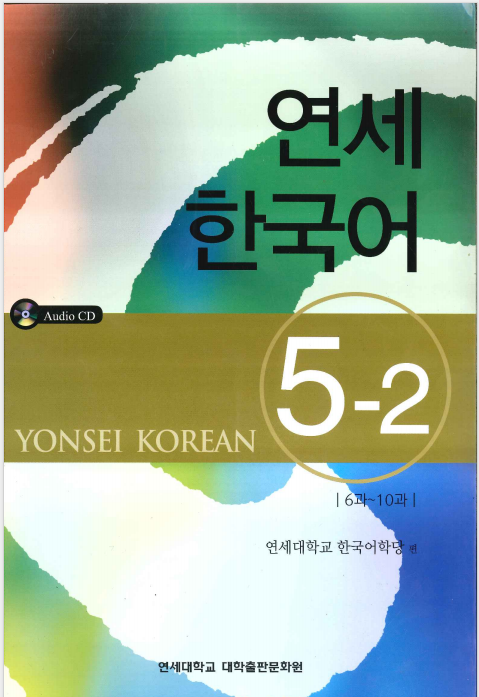 연세
한국어
Audio CD
5-2
YONSEI KOREAN
| 6과~10과 |
연세대학교 한국어학당 편
연세대학교 대학출판문화원